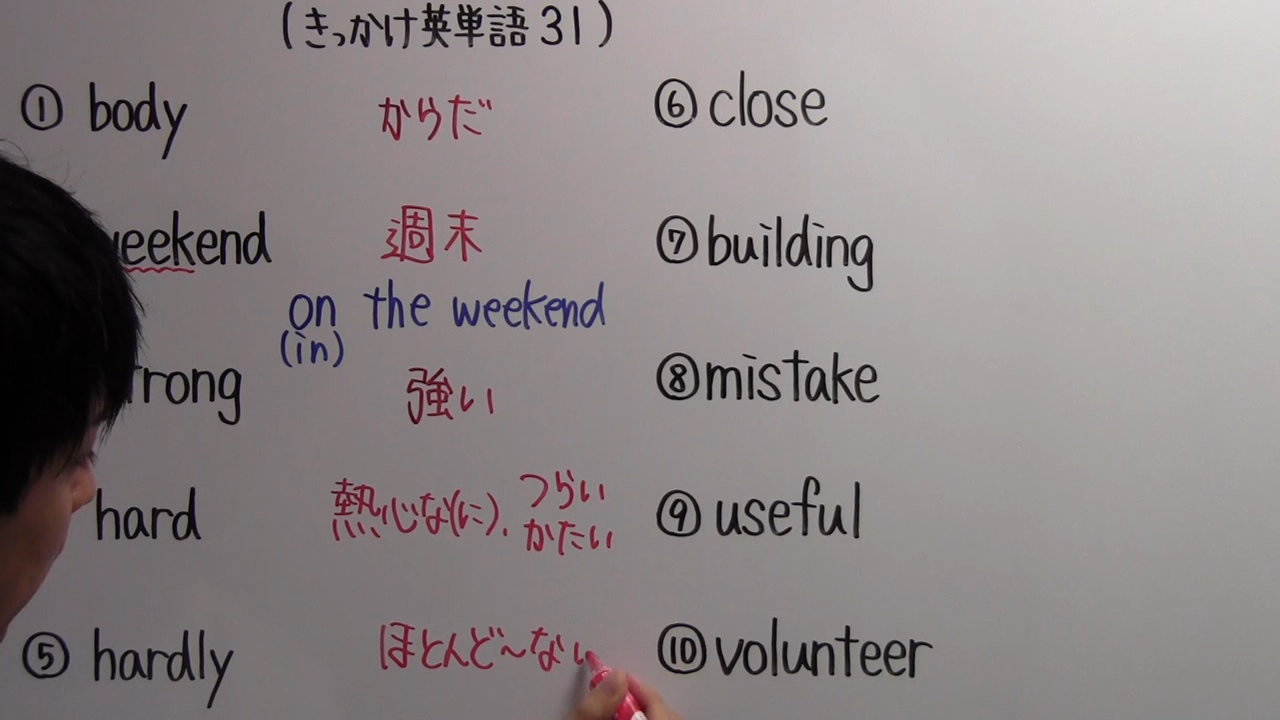 (きっかけ英単語31)
① body からだ
eekend 週末
on the weekend
(in)
rong 強い
hard 熱心な(に)、つらい
かたい
⑤ hardly ほとんど〜ない
⑥ close
⑦ building
⑧ mistake
⑨ useful
⑩ volunteer